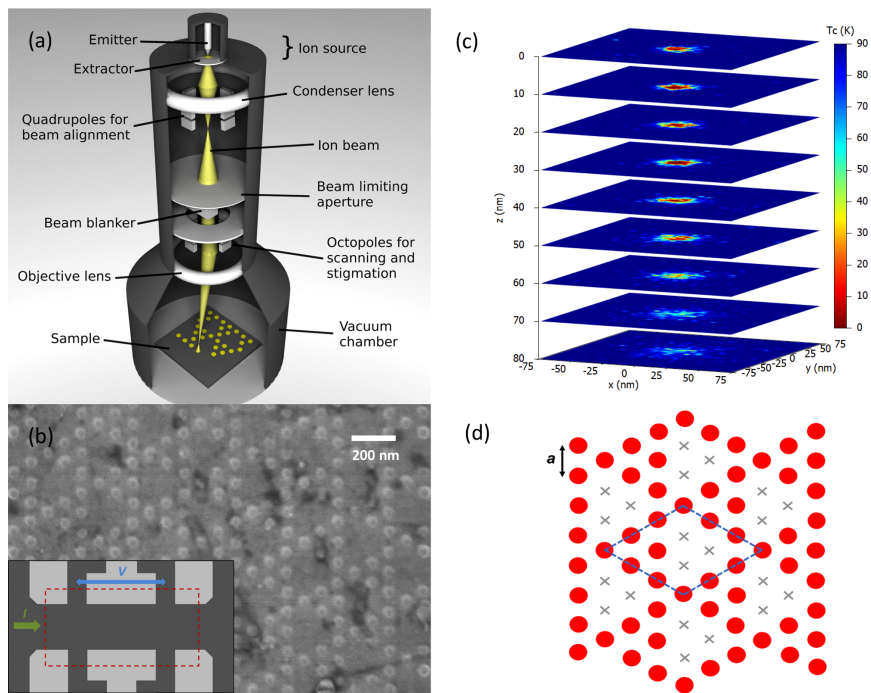 (a)
Emitter
Extractor
Ion source
Condenser lens
Quadrupoles for
beam alignment
Ion beam
Beam limiting
aperture
Beam blanker
Octopoles for
scanning and
stigmation
Objective lens
Sample
Vacuum
chamber
(b)
200 nm
V
I
(c)
Tc (K)
90
80
70
60
50
40
30
20
10
0
z (nm)
0
10
20
30
40
50
60
70
80
-75
-50
-25
0
25
50
75
x (nm)
-75
-50
-25
0
25
50
75
y (nm)
(d)
a